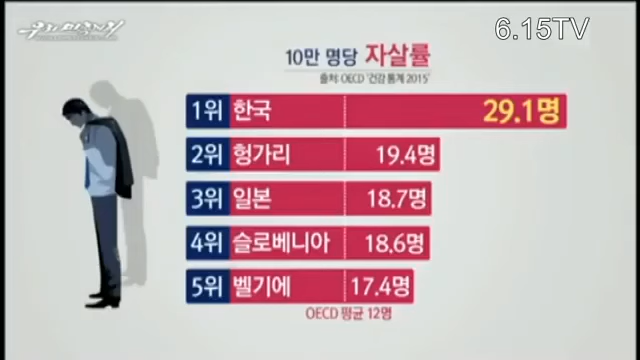 6.15TV
10만 명당 자살률
출처: OECD '건강 통계 2015'
1위 한국 29.1명
2위 헝가리 19.4명
3위 일본 18.7명
4위 슬로베니아 18.6명
5위 벨기에 17.4명
OECD 평균 12명